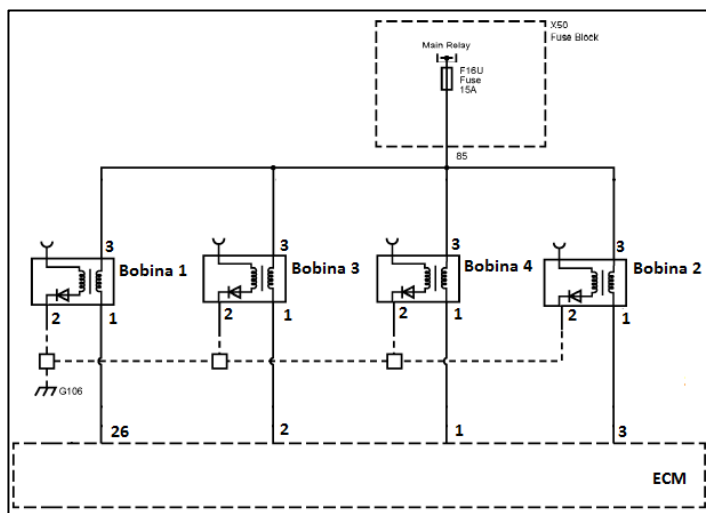 X50
Fuse Block
Main Relay
F16U
Fuse
15A
85
3
Bobina 1
2
1
3
Bobina 3
2
1
3
Bobina 4
2
1
3
Bobina 2
2
1
G106
26
2
1
3
ECM